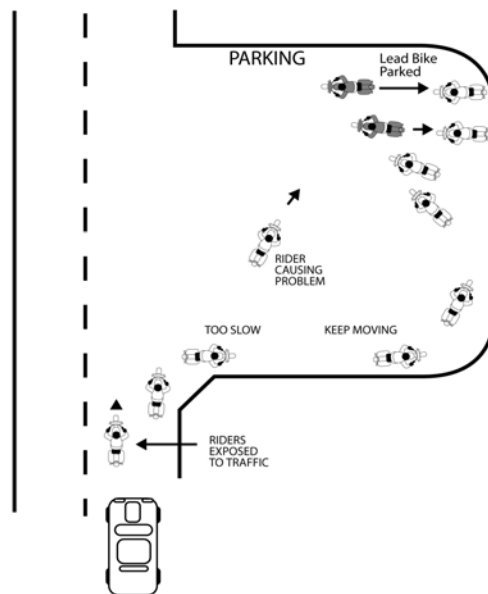 PARKING
Lead Bike
Parked
RIDER
CAUSING
PROBLEM
TOO SLOW
KEEP MOVING
RIDERS
EXPOSED
TO TRAFFIC